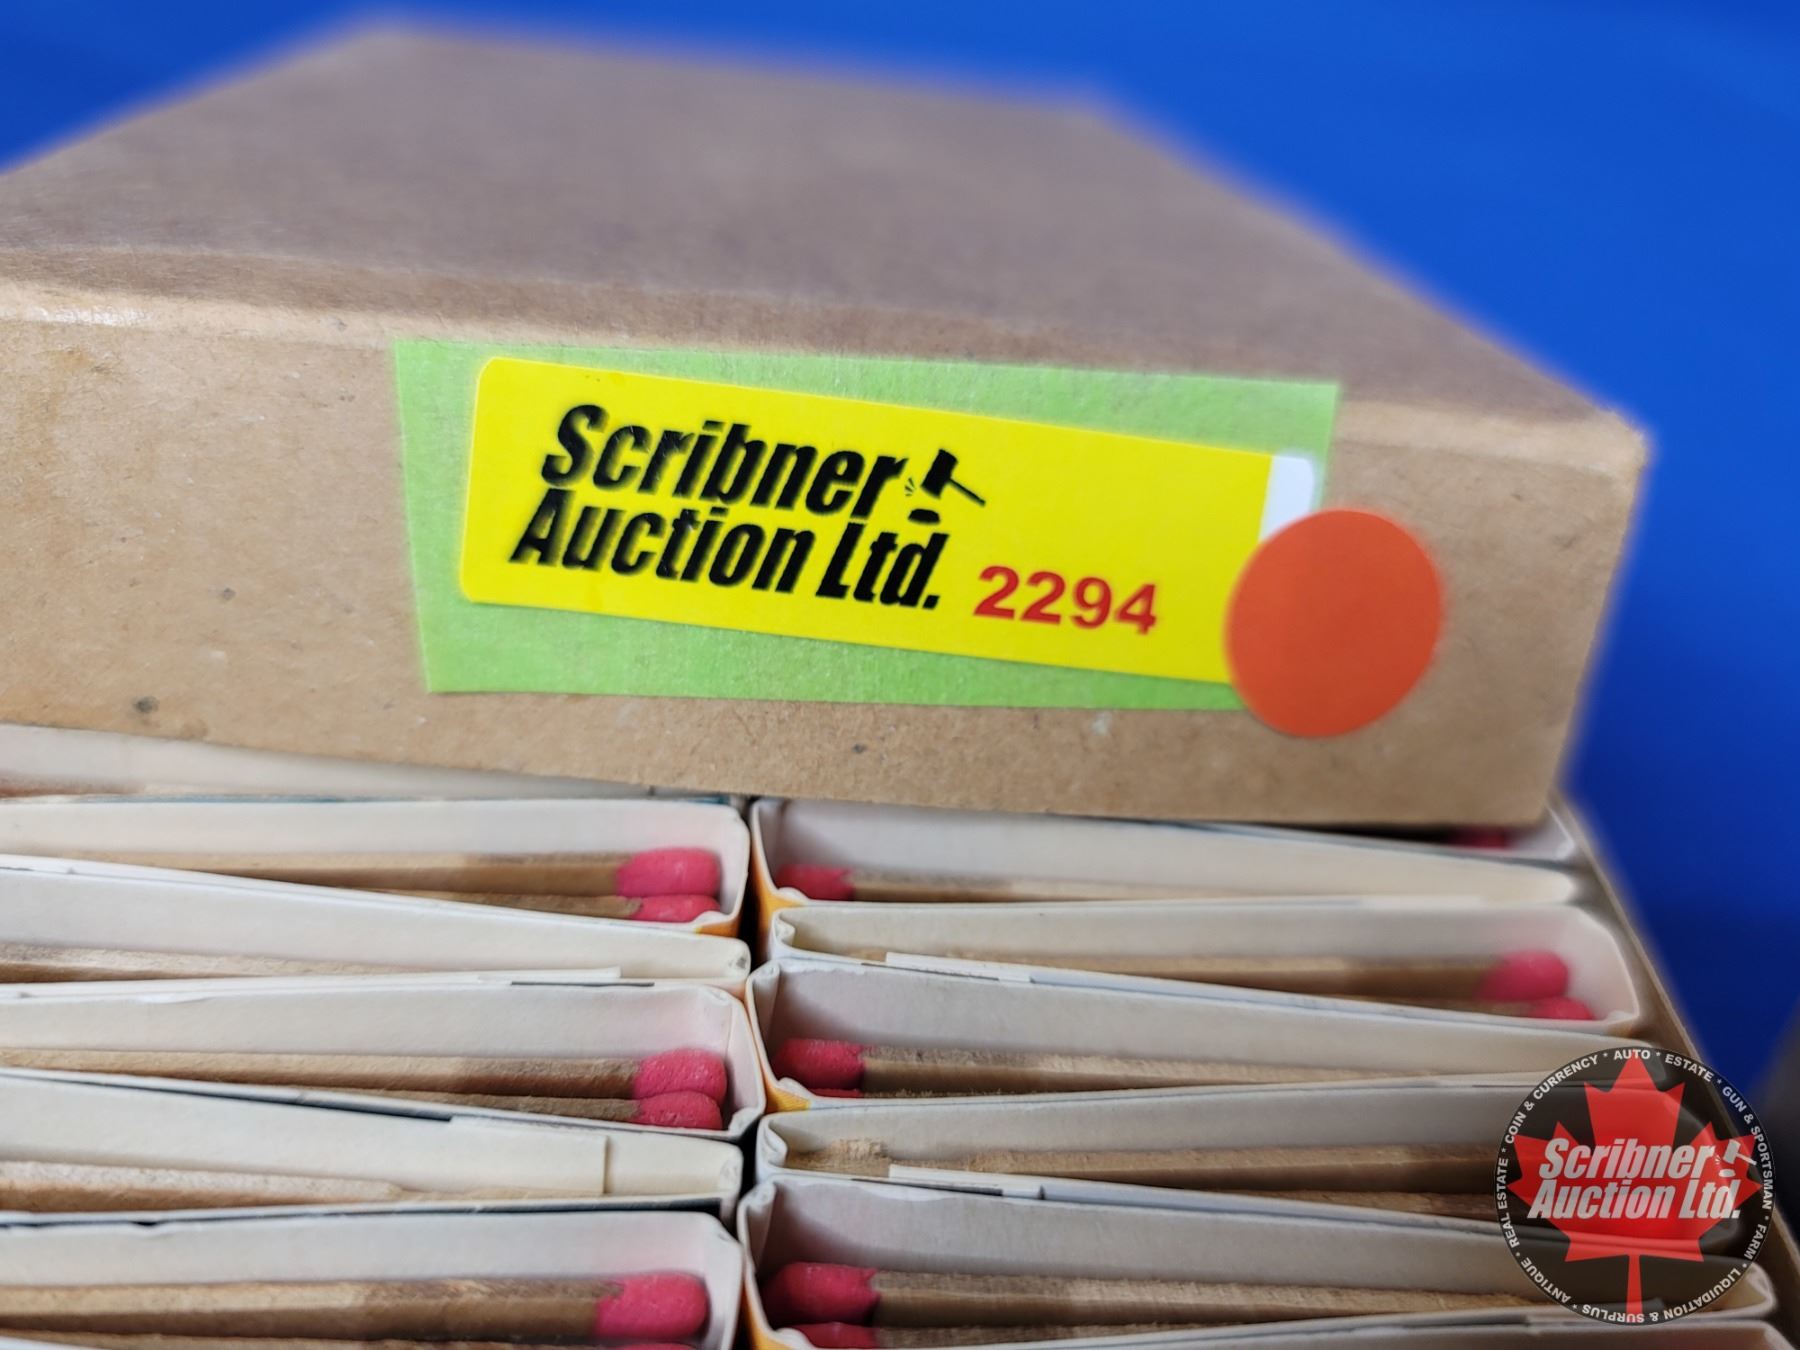 Scribner
Auction Ltd. 2294
Scribner
Auction Ltd.
ANTIQUE * REAL ESTATE * COIN & CURRENCY * AUTO * ESTATE * GUN & SPORTSMAN * FARM * LIQUIDATION & SURPLUS *